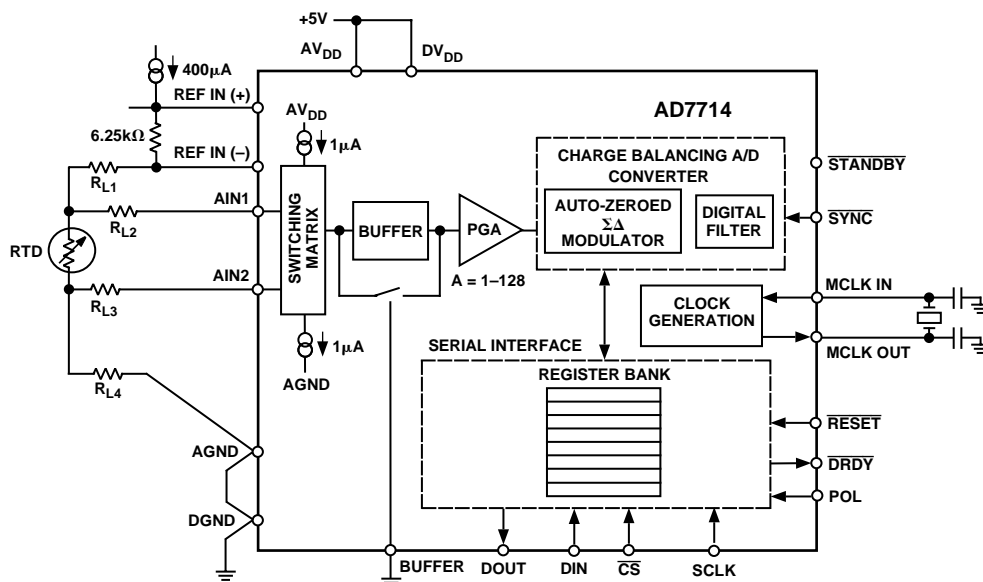 +5V
AVDD
DVDD
400µA
REF IN (+)
AD7714
AVDD
6.25kΩ
1µA
CHARGE BALANCING A/D
CONVERTER
REF IN (–)
STANDBY
RL1
AUTO-ZEROED
ΣΔ
MODULATOR
DIGITAL
FILTER
AIN1
SWITCHING
MATRIX
BUFFER
PGA
SYNC
RL2
RTD
AIN2
A = 1–128
RL3
CLOCK
GENERATION
MCLK IN
1µA
SERIAL INTERFACE
MCLK OUT
AGND
REGISTER BANK
RL4
RESET
AGND
DRDY
POL
DGND
BUFFER
DOUT
DIN
CS
SCLK